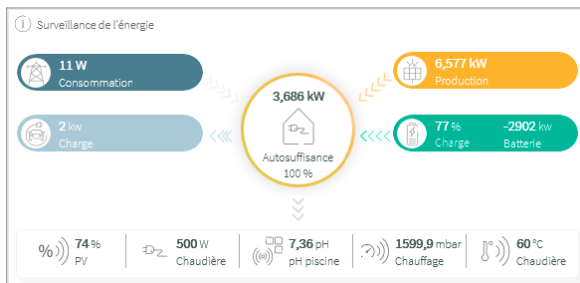 i Surveillance de l'énergie
11 W
Consommation
6,577 kW
Production
3,686 kW
2 kw
Charge
77 %
Charge
-2902 kw
Batterie
Autosuffisance
100 %
74 %
PV
500 W
Chaudière
7,36 pH
pH piscine
1599,9 mbar
Chauffage
60 °C
Chaudière